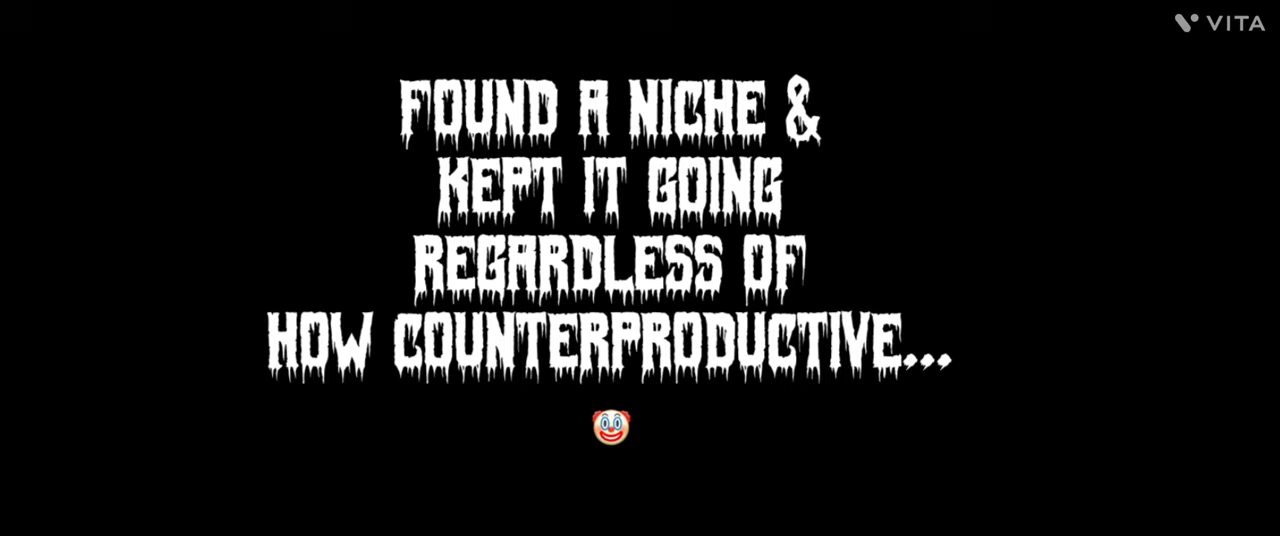 VITA
FOUND A NICHE &
KEPT IT GOING
REGARDLESS OF
HOW COUNTERPRODUCTIVE...